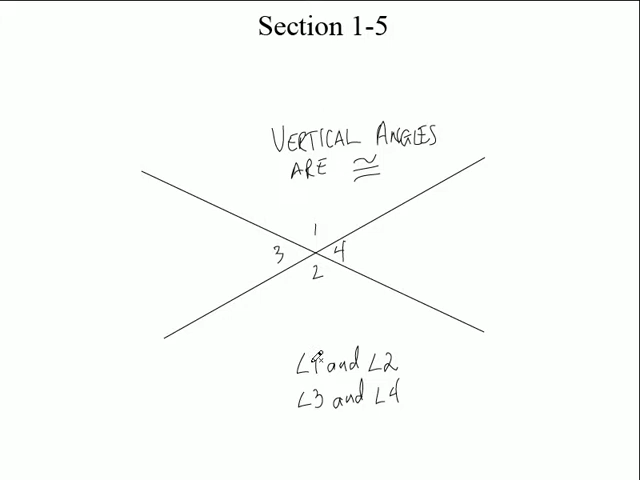 Section 1-5
VERTICAL ANGLES
ARE ≅
1
3 4
2
∠1 and ∠2
∠3 and ∠4